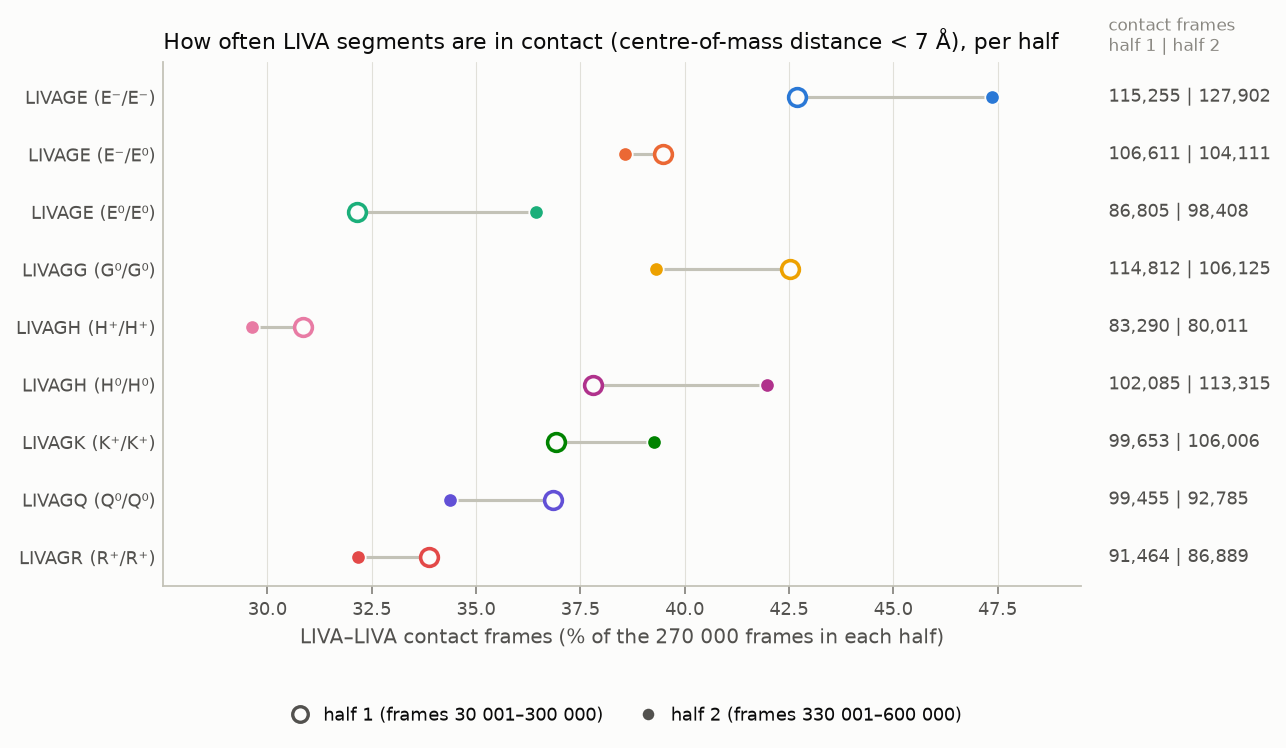 How often LIVA segments are in contact (centre-of-mass distance < 7 Å), per half
contact frames
half 1 | half 2
LIVAGE (E⁻/E⁻)
115,255 | 127,902
LIVAGE (E⁻/E⁰)
106,611 | 104,111
LIVAGE (E⁰/E⁰)
86,805 | 98,408
LIVAGG (G⁰/G⁰)
114,812 | 106,125
LIVAGH (H⁺/H⁺)
83,290 | 80,011
LIVAGH (H⁰/H⁰)
102,085 | 113,315
LIVAGK (K⁺/K⁺)
99,653 | 106,006
LIVAGQ (Q⁰/Q⁰)
99,455 | 92,785
LIVAGR (R⁺/R⁺)
91,464 | 86,889
30.0 32.5 35.0 37.5 40.0 42.5 45.0 47.5
LIVA–LIVA contact frames (% of the 270 000 frames in each half)
half 1 (frames 30 001–300 000)
half 2 (frames 330 001–600 000)